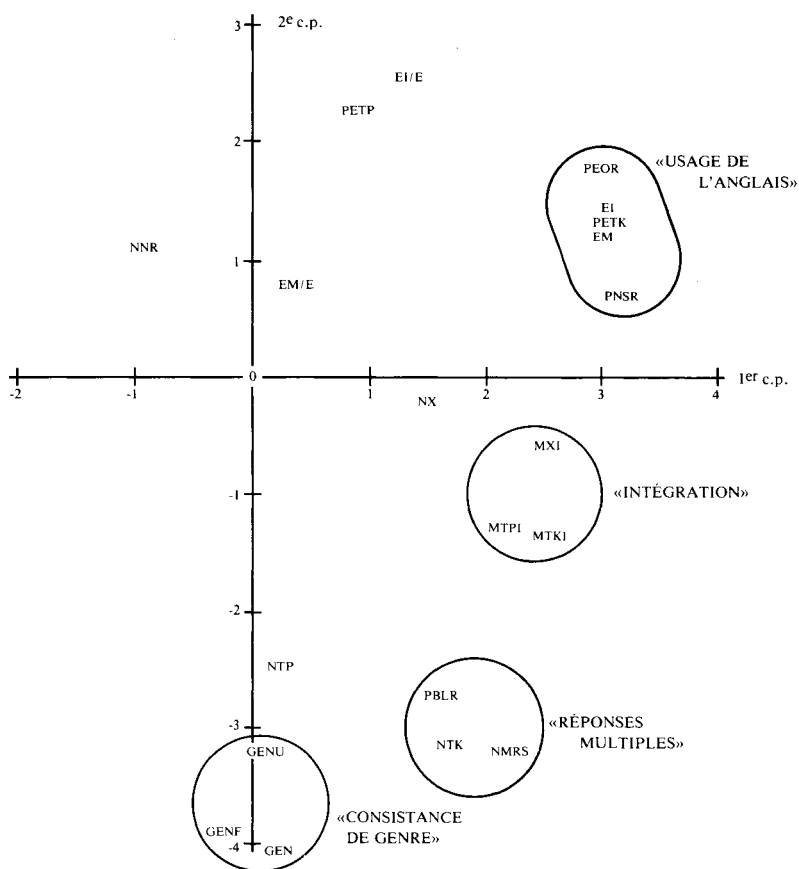 3
2e c.p.
EI/E
PETP
2
PEOR
«USAGE DE
L'ANGLAIS»
EI
PETK
EM
NNR
1
EM/E
PNSR
-2
-1
0
1
2
3
4
1er c.p.
NX
MXI
-1
«INTÉGRATION»
MTPI
MTKI
-2
NTP
PBLR
-3
«RÉPONSES
MULTIPLES»
NTK
NMRS
GENU
«CONSISTANCE
DE GENRE»
GENF
-4
GEN